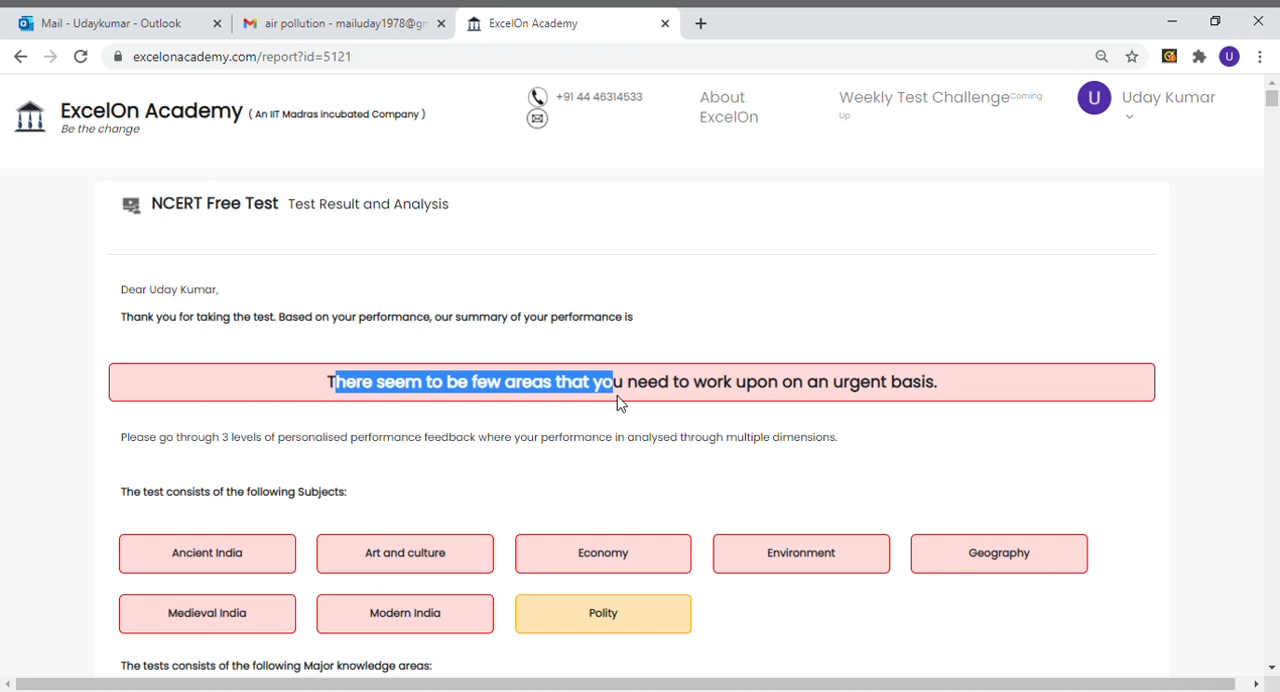 Mail - Udaykumar - Outlook
air pollution - mailuday1978@gm
ExcelOn Academy
excelonacademy.com/report?id=5121
U
ExcelOn Academy ( An IIT Madras incubated Company )
Be the change
+91 44 46314533
About ExcelOn
Weekly Test Challenge Coming Up
U
Uday Kumar
NCERT Free Test Test Result and Analysis
Dear Uday Kumar,
Thank you for taking the test. Based on your performance, our summary of your performance is
There seem to be few areas that you need to work upon on an urgent basis.
Please go through 3 levels of personalised performance feedback where your performance in analysed through multiple dimensions.
The test consists of the following Subjects:
Ancient India
Art and culture
Economy
Environment
Geography
Medieval India
Modern India
Polity
The tests consists of the following Major knowledge areas: